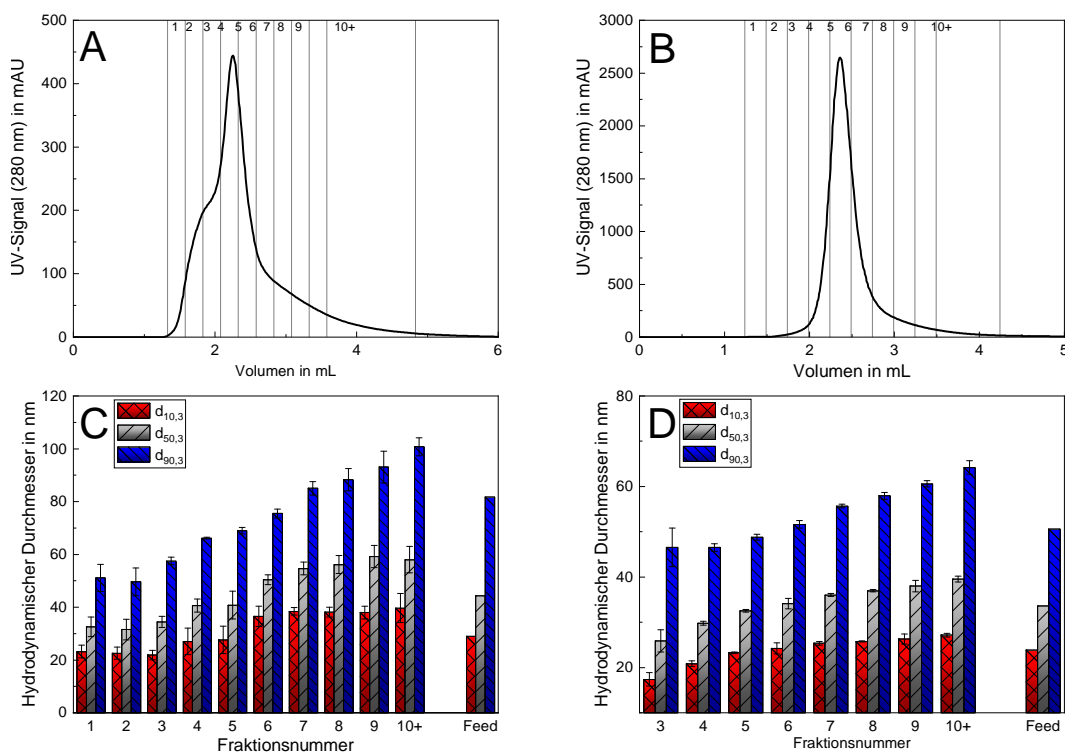 A
1 2 3 4 5 6 7 8 9 10+
500
400
300
200
100
0
UV-Signal (280 nm) in mAU
0 2 4 6
Volumen in mL
B
1 2 3 4 5 6 7 8 9 10+
3000
2500
2000
1500
1000
500
0
UV-Signal (280 nm) in mAU
0 1 2 3 4 5
Volumen in mL
C
d10,3
d50,3
d90,3
120
100
80
60
40
20
0
Hydrodynamischer Durchmesser in nm
1 2 3 4 5 6 7 8 9 10+ Feed
Fraktionsnummer
D
d10,3
d50,3
d90,3
80
60
40
20
Hydrodynamischer Durchmesser in nm
3 4 5 6 7 8 9 10+ Feed
Fraktionsnummer